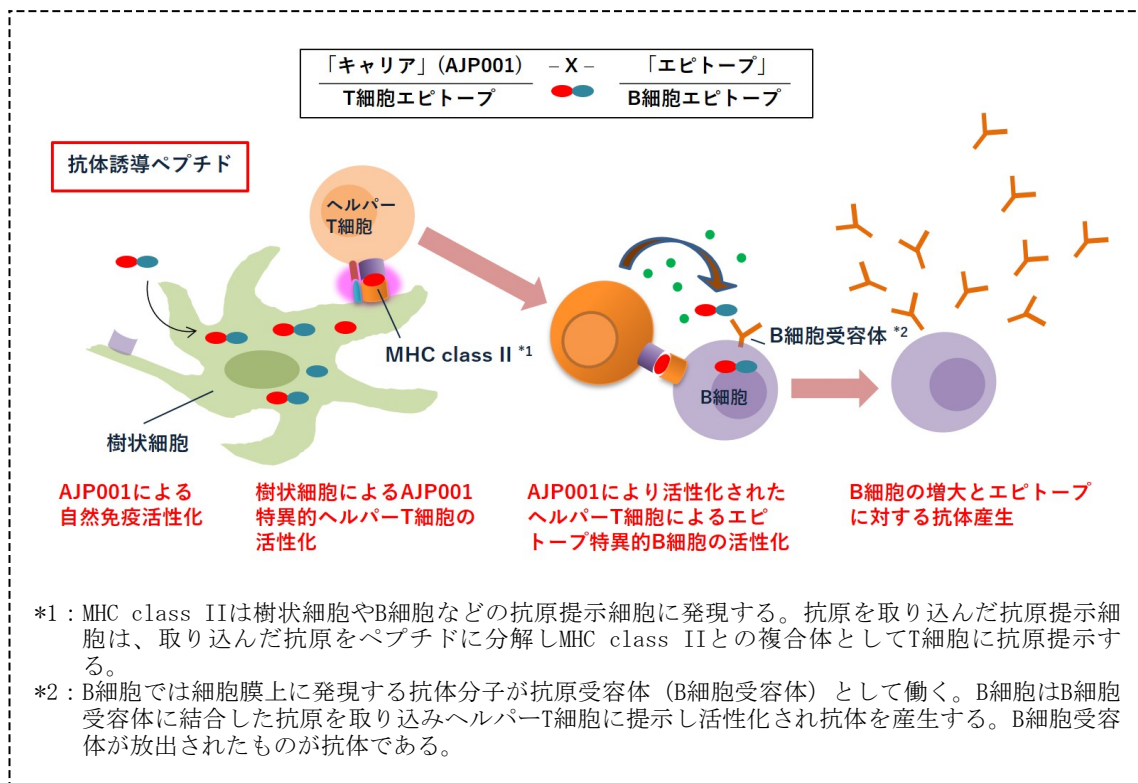 「キャリア」(AJP001) – X – 「エピトープ」
T細胞エピトープ B細胞エピトープ
抗体誘導ペプチド
ヘルパー
T細胞
MHC class II *1
B細胞受容体 *2
B細胞
樹状細胞
AJP001による
自然免疫活性化
樹状細胞によるAJP001
特異的ヘルパーT細胞の
活性化
AJP001により活性化された
ヘルパーT細胞によるエピ
トープ特異的B細胞の活性化
B細胞の増大とエピトープ
に対する抗体産生
*1：MHC class IIは樹状細胞やB細胞などの抗原提示細胞に発現する。抗原を取り込んだ抗原提示細
胞は、取り込んだ抗原をペプチドに分解しMHC class IIとの複合体としてT細胞に抗原提示す
る。
*2：B細胞では細胞膜上に発現する抗体分子が抗原受容体（B細胞受容体）として働く。B細胞はB細胞
受容体に結合した抗原を取り込みヘルパーT細胞に提示し活性化され抗体を産生する。B細胞受容
体が放出されたものが抗体である。